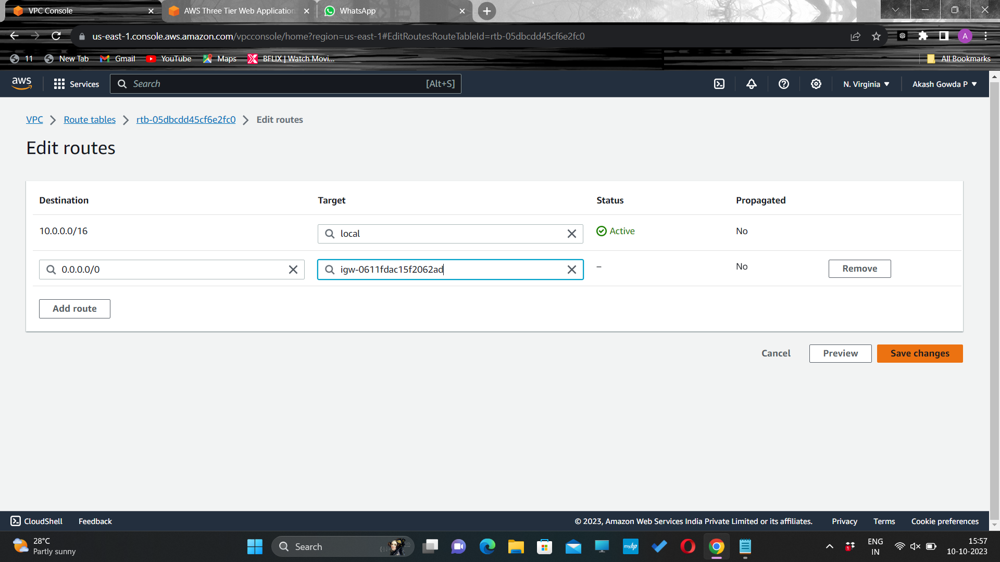 VPC Console
AWS Three Tier Web Application
WhatsApp
us-east-1.console.aws.amazon.com/vpcconsole/home?region=us-east-1#EditRoutes:RouteTableId=rtb-05dbcdd45cf6e2fc0
A
11
New Tab
Gmail
YouTube
Maps
BFLIX | Watch Movi...
All Bookmarks
aws
Services
Search
[Alt+S]
N. Virginia
Akash Gowda P
VPC
Route tables
rtb-05dbcdd45cf6e2fc0
Edit routes
Edit routes
Destination Target Status Propagated
10.0.0.0/16 local Active No
0.0.0.0/0 igw-0611fdac15f2062ad – No Remove
Add route
Cancel Preview Save changes
CloudShell Feedback
© 2023, Amazon Web Services India Private Limited or its affiliates. Privacy Terms Cookie preferences
28°C
Partly sunny
Search
myhp
1
ENG
IN
15:57
10-10-2023